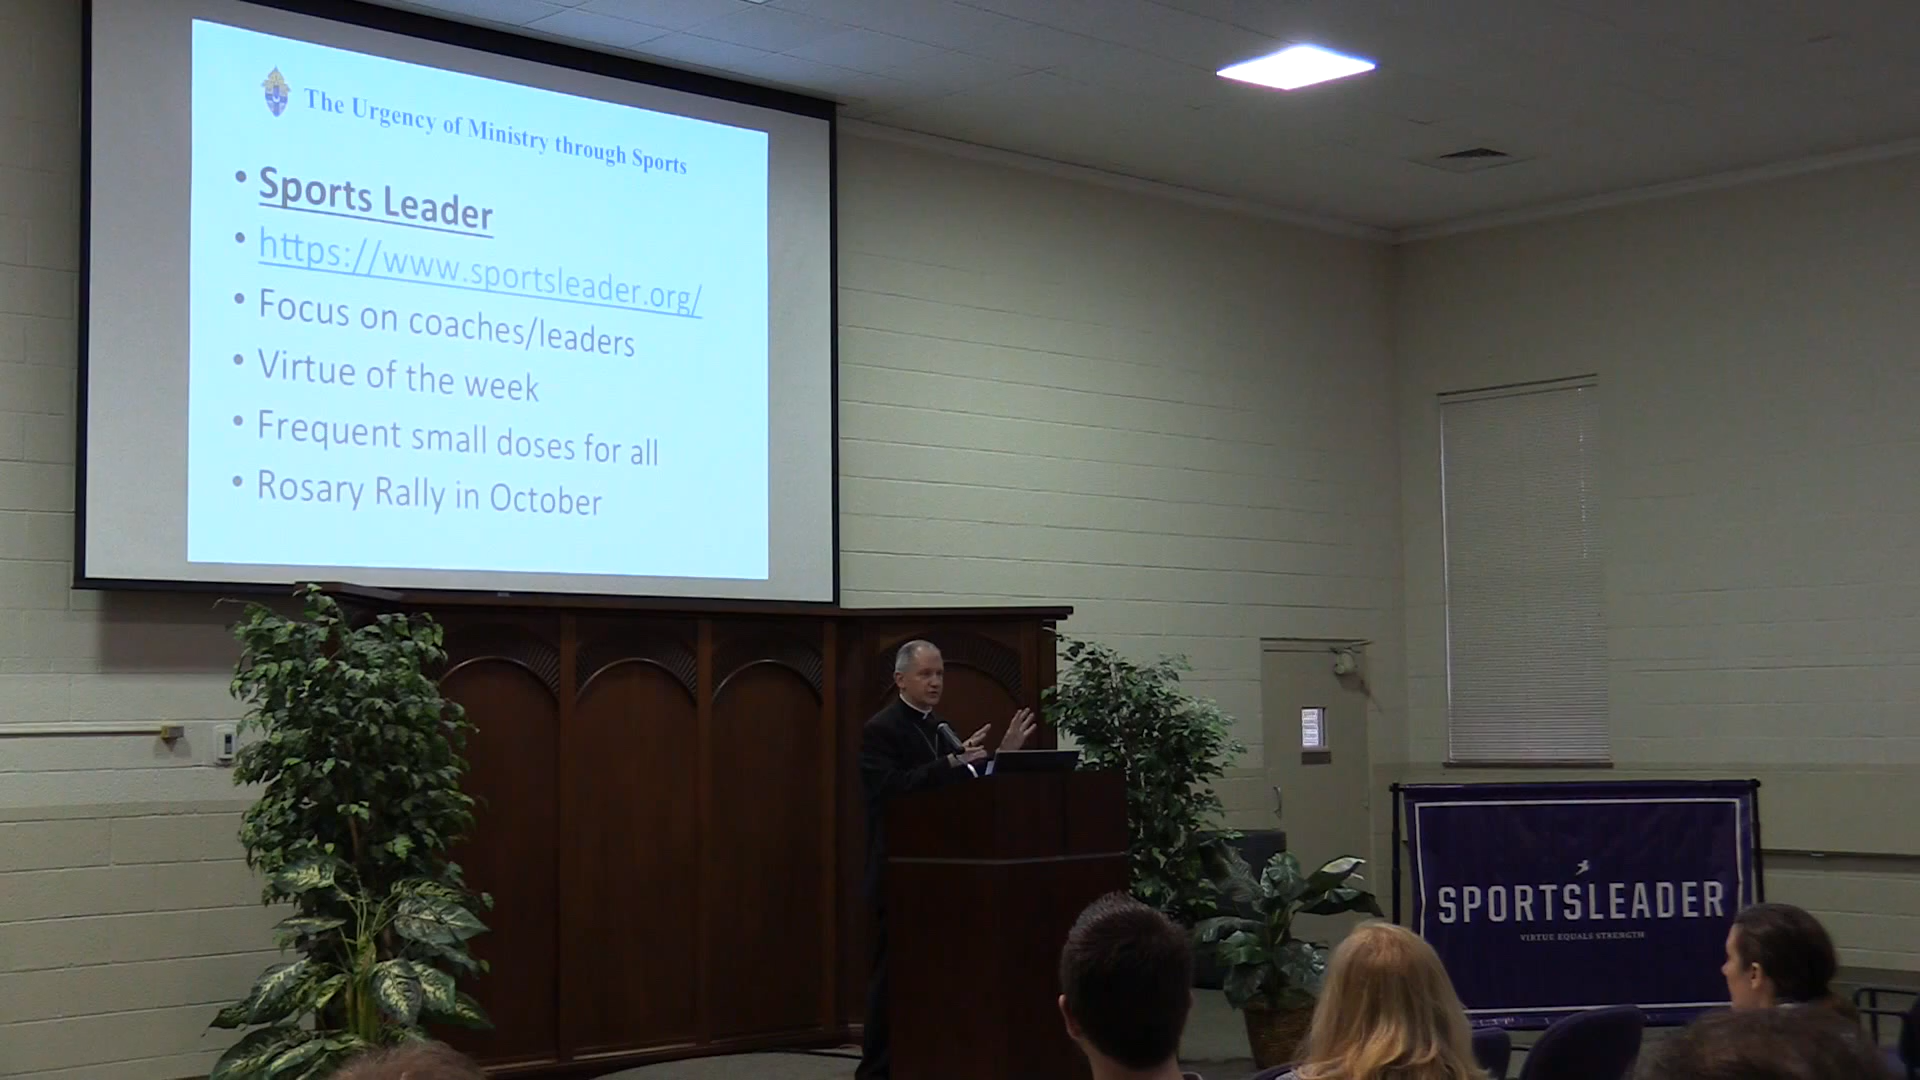 The Urgency of Ministry through Sports
• Sports Leader
• https://www.sportsleader.org/
• Focus on coaches/leaders
• Virtue of the week
• Frequent small doses for all
• Rosary Rally in October
SPORTSLEADER
VIRTUE EQUALS STRENGTH